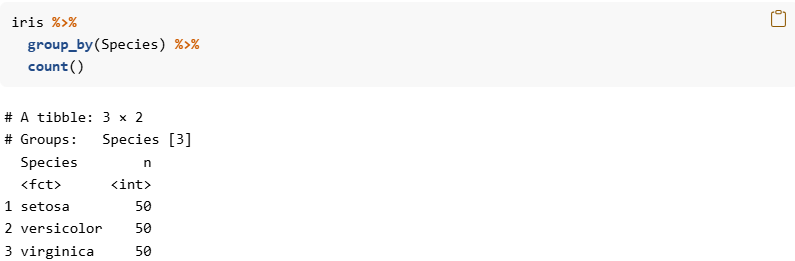 iris %>%
  group_by(Species) %>%
  count()
# A tibble: 3 × 2
# Groups:   Species [3]
  Species        n
  <fct>      <int>
1 setosa        50
2 versicolor    50
3 virginica     50